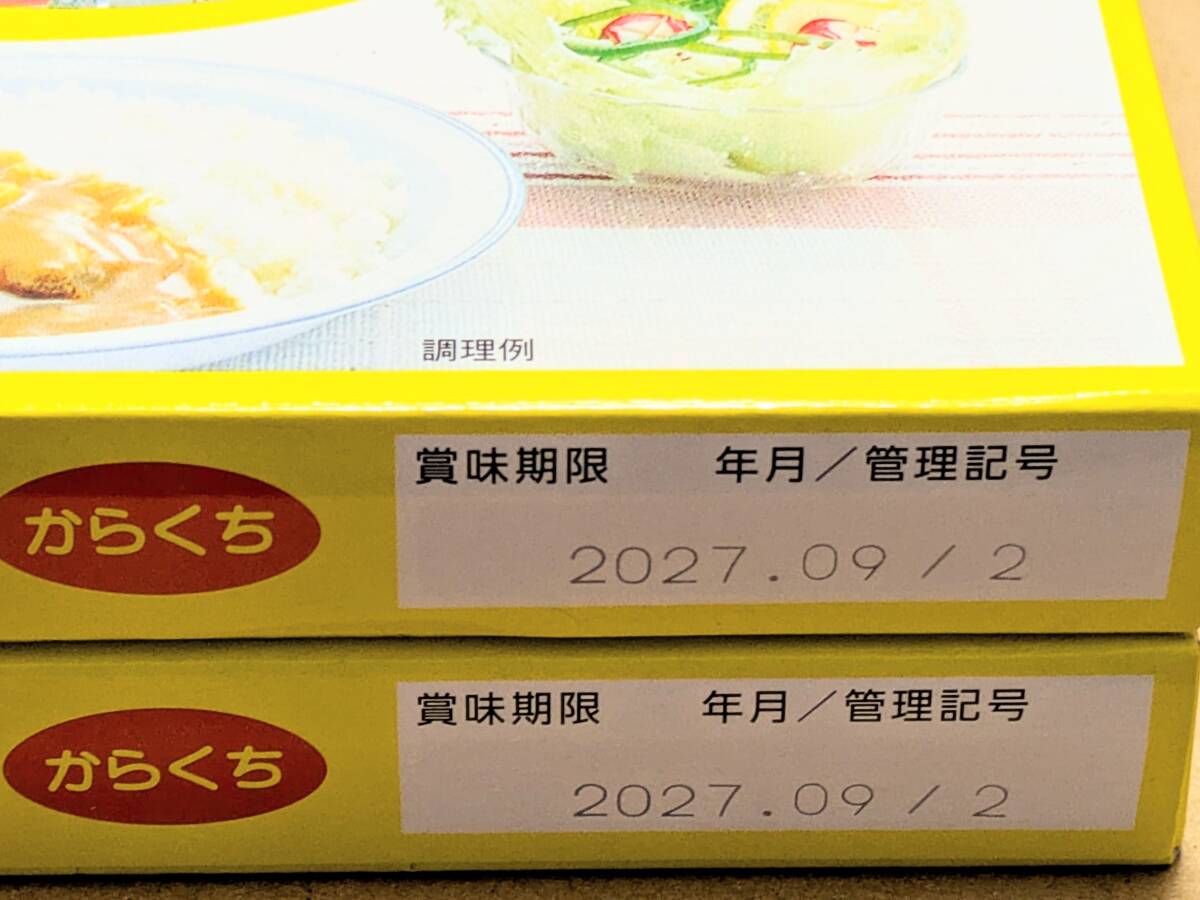 調理例
からくち
賞味期限 年月／管理記号
2027.09 / 2
からくち
賞味期限 年月／管理記号
2027.09 / 2